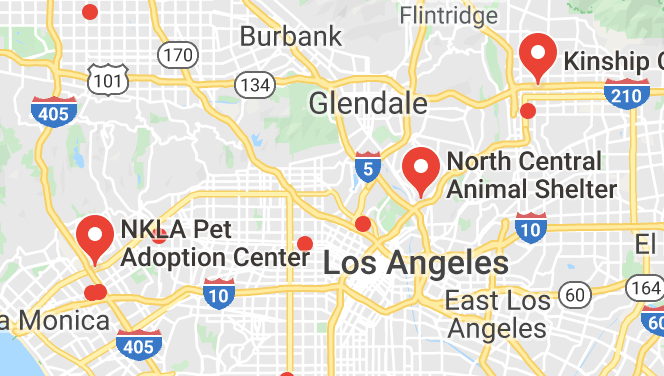 Flintridge
Burbank
170
101
134
Kinship C
210
405
Glendale
5
North Central
Animal Shelter
NKLA Pet
Adoption Center
10
El
Los Angeles
10
East Los
Angeles
60
164
60
a Monica
405